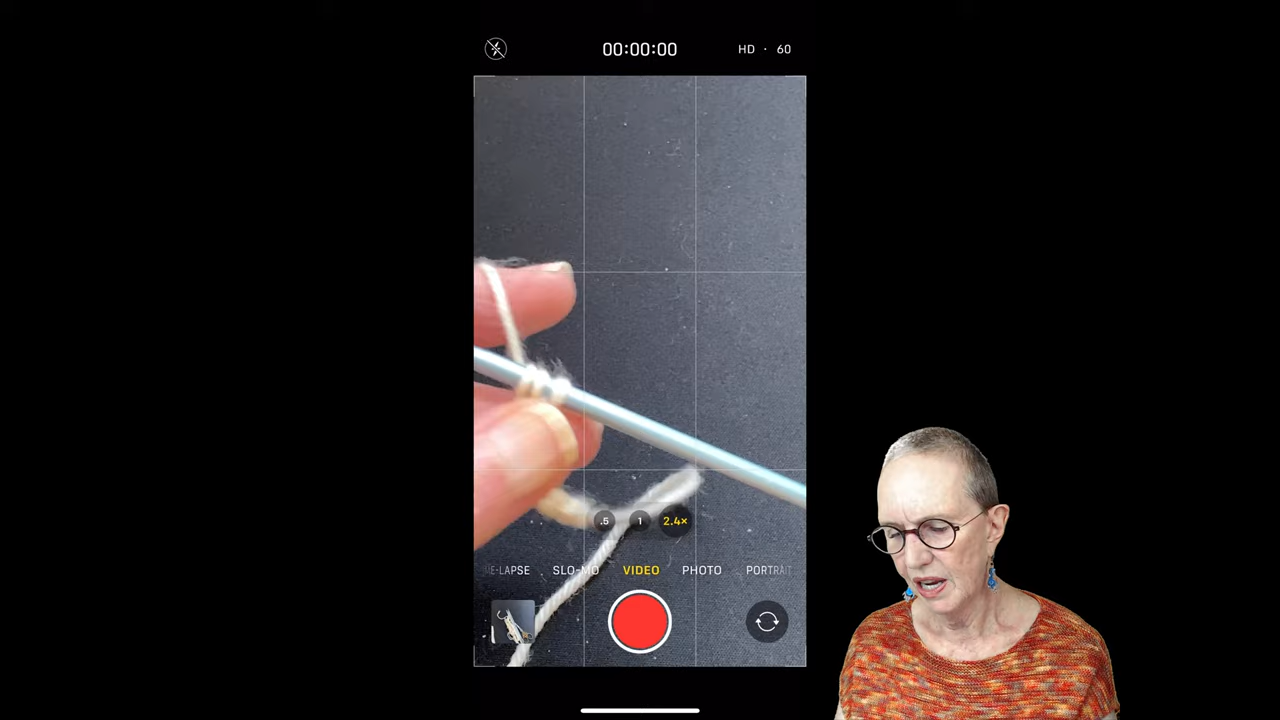 00:00:00 HD · 60
.5 1 2.4×
E-LAPSE SLO-MO VIDEO PHOTO PORTRAIT